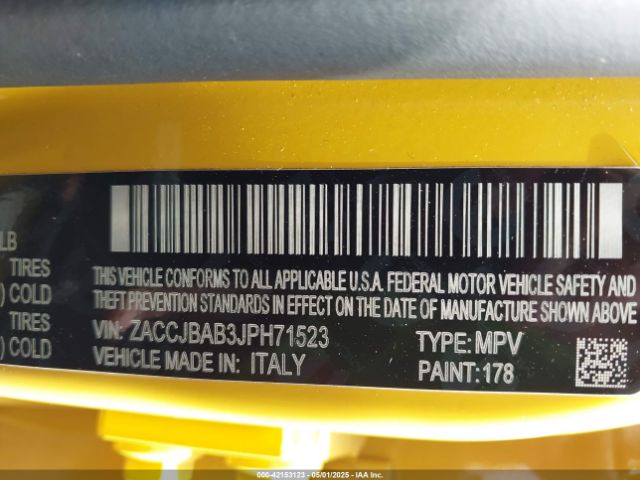 LB
TIRES
) COLD
TIRES
) COLD
THIS VEHICLE CONFORMS TO ALL APPLICABLE U.S.A. FEDERAL MOTOR VEHICLE SAFETY AND
THEFT PREVENTION STANDARDS IN EFFECT ON THE DATE OF MANUFACTURE SHOWN ABOVE
VIN: ZACCJBAB3JPH71523 TYPE: MPV
VEHICLE MADE IN: ITALY PAINT: 178
000-42153123 - 05/01/2025 - IAA Inc.